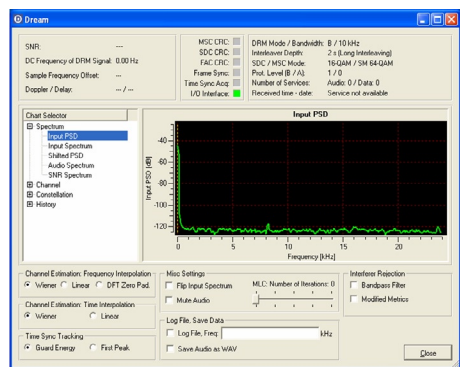 Dream
SNR: ---
DC Frequency of DRM Signal: 0.00 Hz
Sample Frequency Offset: ---
Doppler / Delay: --- / ---
MSC CRC:
SDC CRC:
FAC CRC:
Frame Sync:
Time Sync Acq:
I/O Interface:
DRM Mode / Bandwidth: B / 10 kHz
Interleaver Depth: 2 s (Long Interleaving)
SDC / MSC Mode: 16-QAM / SM 64-QAM
Prot. Level (B / A): 1 / 0
Number of Services: Audio: 0 / Data: 0
Received time - date: Service not available
Chart Selector
Spectrum
Input PSD
Input Spectrum
Shifted PSD
Audio Spectrum
SNR Spectrum
Channel
Constellation
History
Input PSD
Input PSD [dB]
-40
-60
-80
-100
-120
0 5 10 15 20
Frequency [kHz]
Channel Estimation: Frequency Interpolation
Wiener Linear DFT Zero Pad.
Channel Estimation: Time Interpolation
Wiener Linear
Time Sync Tracking
Guard Energy First Peak
Misc Settings
Flip Input Spectrum
Mute Audio
MLC: Number of Iterations: 0
Log File, Save Data
Log File, Freq: kHz
Save Audio as WAV
Interferer Rejection
Bandpass Filter
Modified Metrics
Close